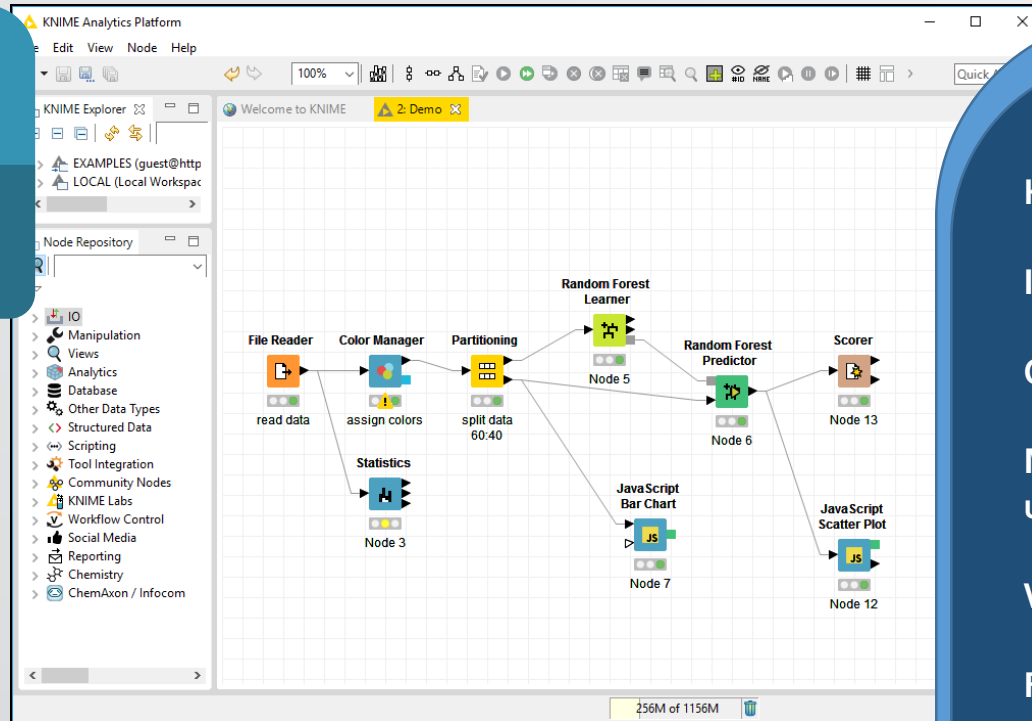 KNIME Analytics Platform
Edit View Node Help
100%
Quick
KNIME Explorer
Welcome to KNIME
2: Demo
EXAMPLES (guest@http
LOCAL (Local Workspac
Node Repository
IO
Manipulation
Views
Analytics
Database
Other Data Types
Structured Data
Scripting
Tool Integration
Community Nodes
KNIME Labs
Workflow Control
Social Media
Reporting
Chemistry
ChemAxon / Infocom
File Reader
read data
Color Manager
assign colors
Partitioning
split data
60:40
Statistics
Node 3
Random Forest
Learner
Node 5
Random Forest
Predictor
Node 6
JavaScript
Bar Chart
JS
Node 7
Scorer
Node 13
JavaScript
Scatter Plot
JS
Node 12
256M of 1156M